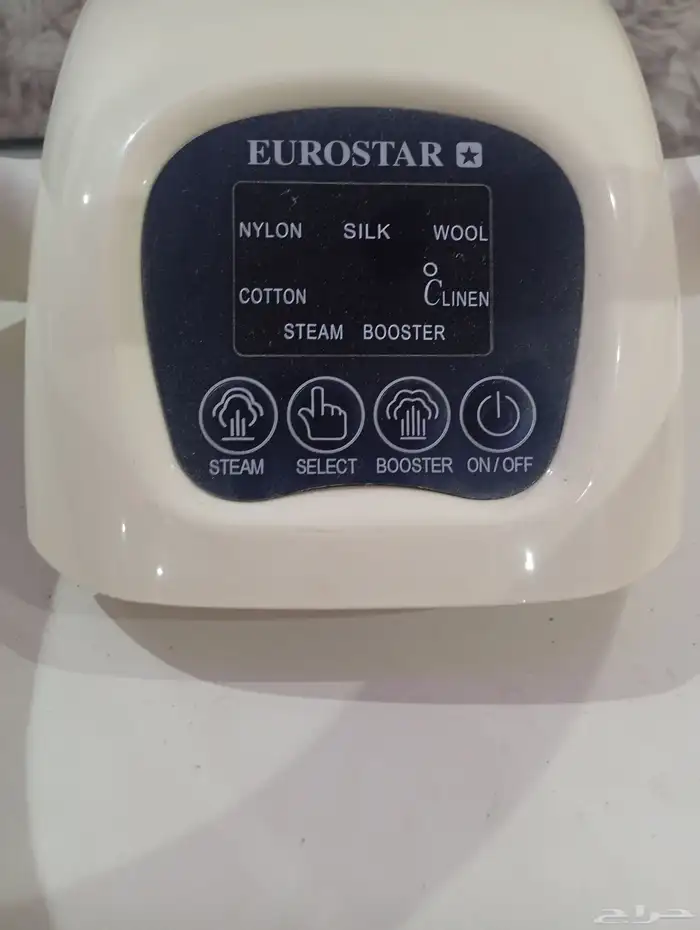 EUROSTAR
NYLON SILK WOOL
COTTON °C LINEN
STEAM BOOSTER
STEAM SELECT BOOSTER ON / OFF
حراج